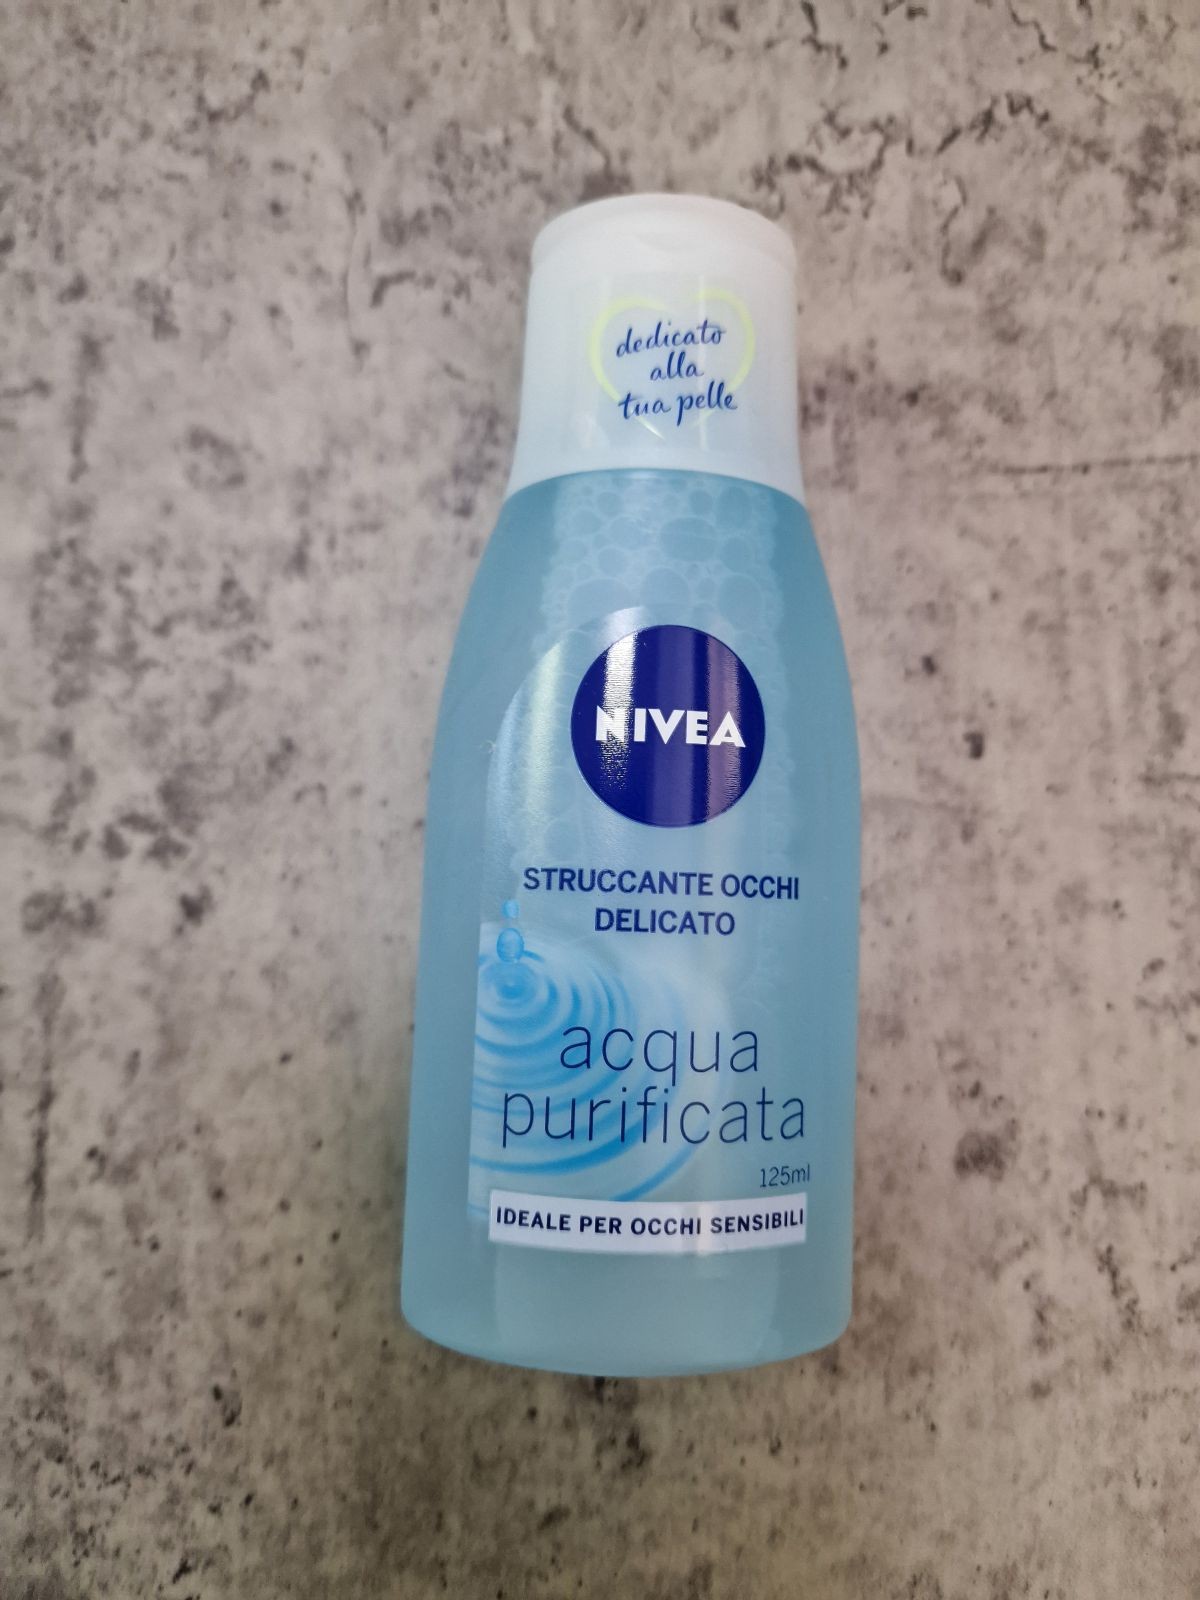 dedicato
alla
tua pelle
NIVEA
STRUCCANTE OCCHI
DELICATO
acqua
purificata
125ml
IDEALE PER OCCHI SENSIBILI